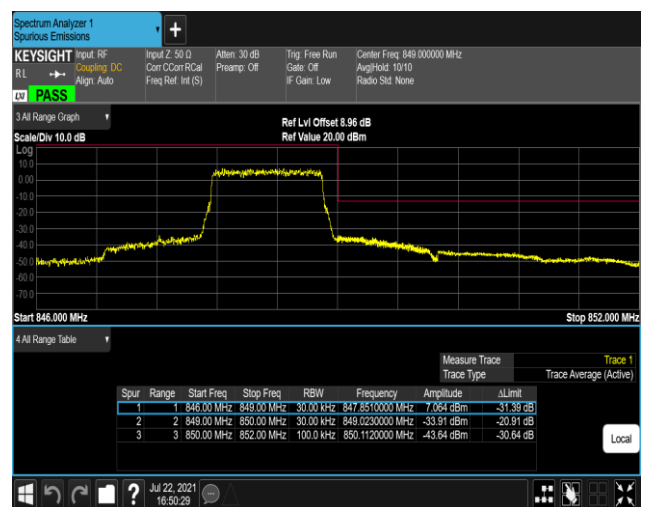 Spectrum Analyzer 1
Spurious Emissions
KEYSIGHT Input: RF Input Z: 50 Ω Atten: 30 dB Trig: Free Run Center Freq: 849.000000 MHz
RL Coupling: DC Corr CCorr RCal Preamp: Off Gate: Off Avg|Hold: 10/10
Align: Auto Freq Ref: Int (S) IF Gain: Low Radio Std: None
LXI PASS
3 All Range Graph
Ref Lvl Offset 8.96 dB
Scale/Div 10.0 dB Ref Value 20.00 dBm
Log
10.0
0.00
-10.0
-20.0
-30.0
-40.0
-50.0
-60.0
-70.0
Start 846.000 MHz Stop 852.000 MHz
4 All Range Table
Measure Trace Trace 1
Trace Type Trace Average (Active)
Spur Range Start Freq Stop Freq RBW Frequency Amplitude ΔLimit
1 1 846.00 MHz 849.00 MHz 30.00 kHz 847.8510000 MHz 7.064 dBm -31.39 dB
2 2 849.00 MHz 850.00 MHz 30.00 kHz 849.0230000 MHz -33.91 dBm -20.91 dB
3 3 850.00 MHz 852.00 MHz 100.0 kHz 850.1120000 MHz -43.64 dBm -30.64 dB
Local
? Jul 22, 2021
16:50:29